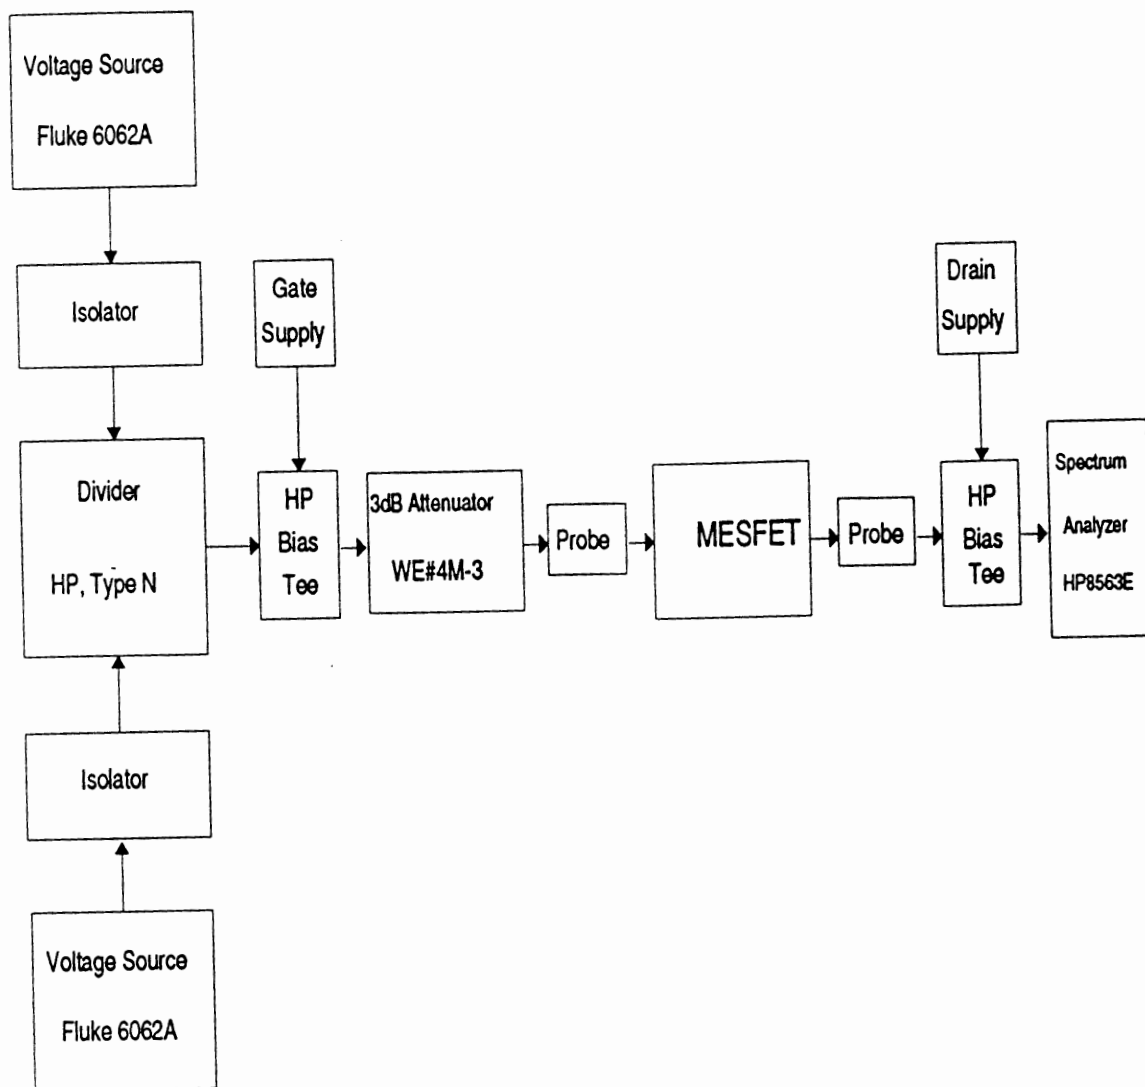 Voltage Source
Fluke 6062A
Isolator
Gate
Supply
Drain
Supply
Divider
HP, Type N
HP
Bias
Tee
3dB Attenuator
WE#4M-3
Probe
MESFET
Probe
HP
Bias
Tee
Spectrum
Analyzer
HP8563E
Isolator
Voltage Source
Fluke 6062A